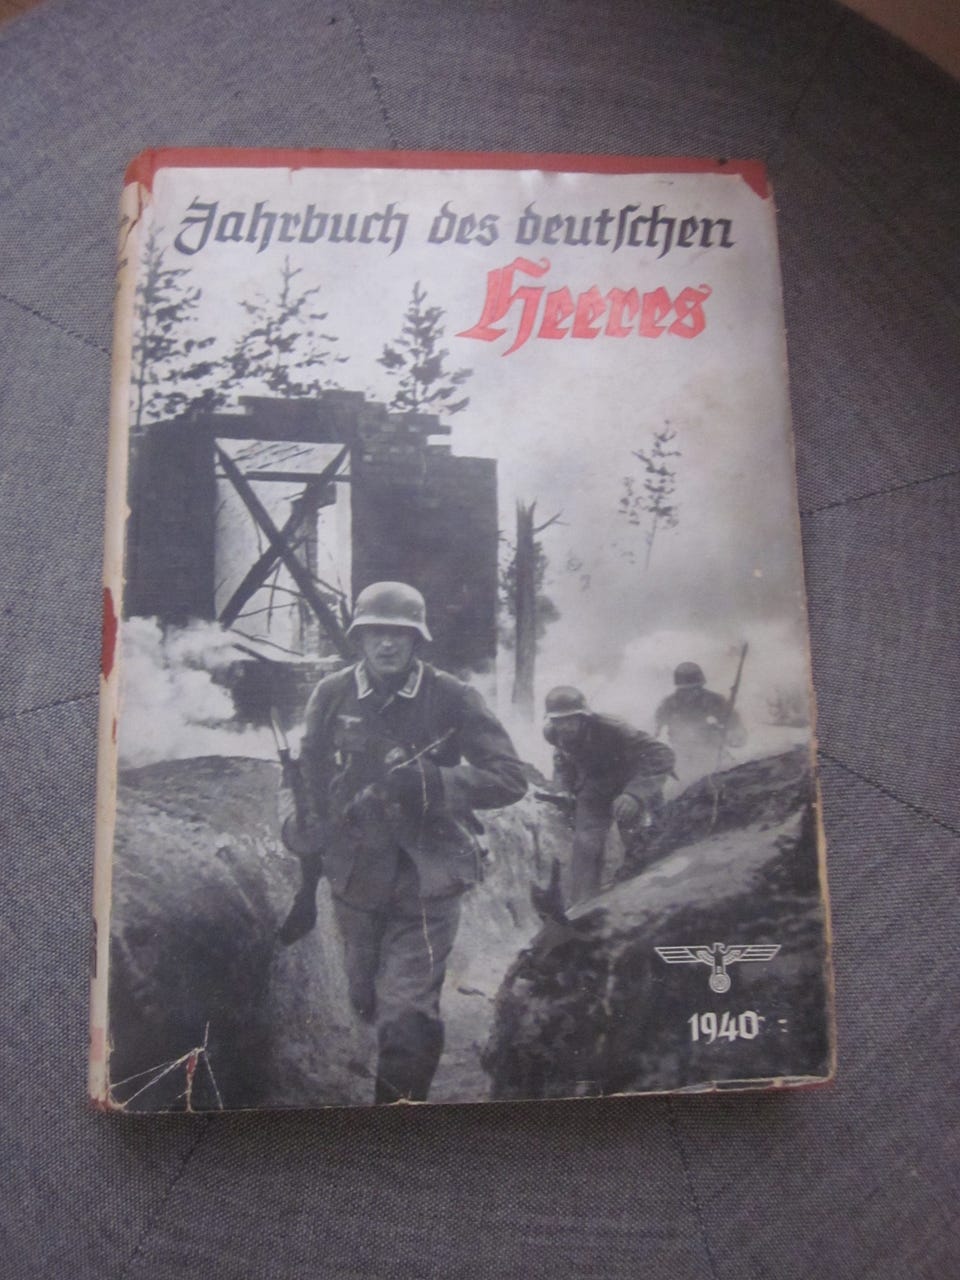 Jahrbuch des deutſchen
Heeres
1940